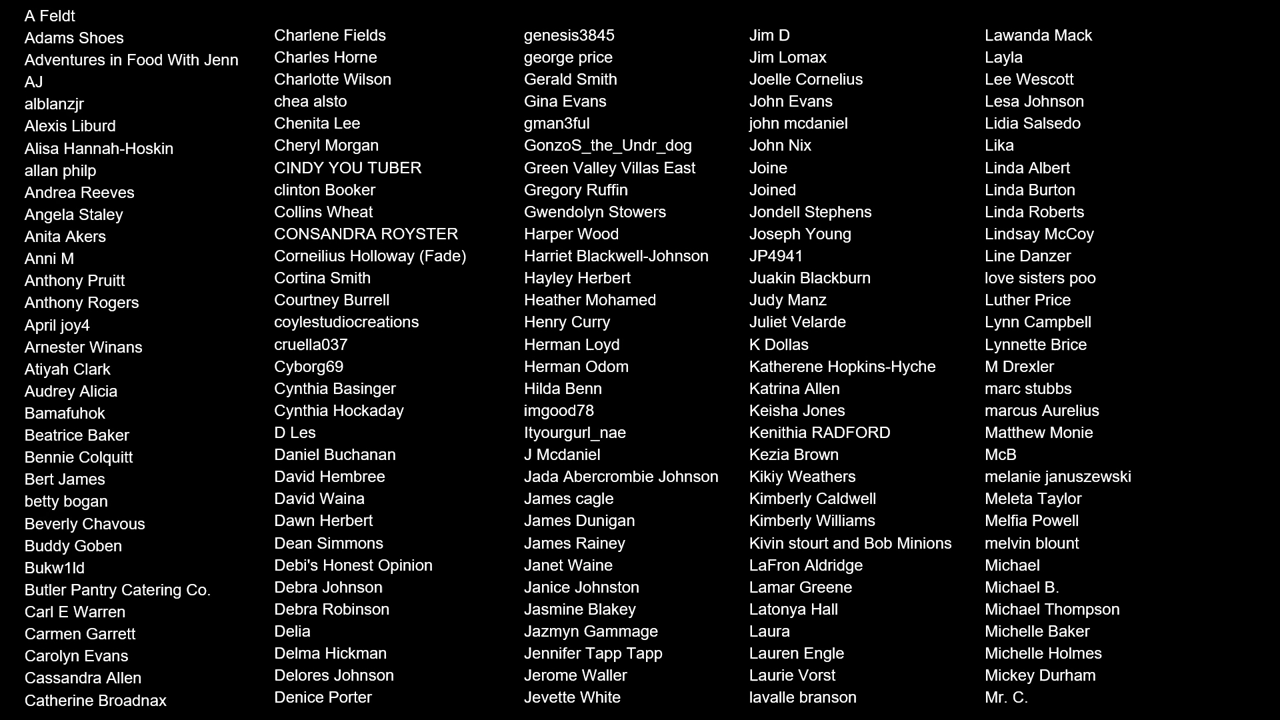 A Feldt
Adams Shoes
Adventures in Food With Jenn
AJ
alblanzjr
Alexis Liburd
Alisa Hannah-Hoskin
allan philp
Andrea Reeves
Angela Staley
Anita Akers
Anni M
Anthony Pruitt
Anthony Rogers
April joy4
Arnester Winans
Atiyah Clark
Audrey Alicia
Bamafuhok
Beatrice Baker
Bennie Colquitt
Bert James
betty bogan
Beverly Chavous
Buddy Goben
Bukw1ld
Butler Pantry Catering Co.
Carl E Warren
Carmen Garrett
Carolyn Evans
Cassandra Allen
Catherine Broadnax
Charlene Fields
Charles Horne
Charlotte Wilson
chea alsto
Chenita Lee
Cheryl Morgan
CINDY YOU TUBER
clinton Booker
Collins Wheat
CONSANDRA ROYSTER
Corneilius Holloway (Fade)
Cortina Smith
Courtney Burrell
coylestudiocreations
cruella037
Cyborg69
Cynthia Basinger
Cynthia Hockaday
D Les
Daniel Buchanan
David Hembree
David Waina
Dawn Herbert
Dean Simmons
Debi's Honest Opinion
Debra Johnson
Debra Robinson
Delia
Delma Hickman
Delores Johnson
Denice Porter
genesis3845
george price
Gerald Smith
Gina Evans
gman3ful
GonzoS_the_Undr_dog
Green Valley Villas East
Gregory Ruffin
Gwendolyn Stowers
Harper Wood
Harriet Blackwell-Johnson
Hayley Herbert
Heather Mohamed
Henry Curry
Herman Loyd
Herman Odom
Hilda Benn
imgood78
Ityourgurl_nae
J Mcdaniel
Jada Abercrombie Johnson
James cagle
James Dunigan
James Rainey
Janet Waine
Janice Johnston
Jasmine Blakey
Jazmyn Gammage
Jennifer Tapp Tapp
Jerome Waller
Jevette White
Jim D
Jim Lomax
Joelle Cornelius
John Evans
john mcdaniel
John Nix
Joine
Joined
Jondell Stephens
Joseph Young
JP4941
Juakin Blackburn
Judy Manz
Juliet Velarde
K Dollas
Katherene Hopkins-Hyche
Katrina Allen
Keisha Jones
Kenithia RADFORD
Kezia Brown
Kikiy Weathers
Kimberly Caldwell
Kimberly Williams
Kivin stourt and Bob Minions
LaFron Aldridge
Lamar Greene
Latonya Hall
Laura
Lauren Engle
Laurie Vorst
lavalle branson
Lawanda Mack
Layla
Lee Wescott
Lesa Johnson
Lidia Salsedo
Lika
Linda Albert
Linda Burton
Linda Roberts
Lindsay McCoy
Line Danzer
love sisters poo
Luther Price
Lynn Campbell
Lynnette Brice
M Drexler
marc stubbs
marcus Aurelius
Matthew Monie
McB
melanie januszewski
Meleta Taylor
Melfia Powell
melvin blount
Michael
Michael B.
Michael Thompson
Michelle Baker
Michelle Holmes
Mickey Durham
Mr. C.